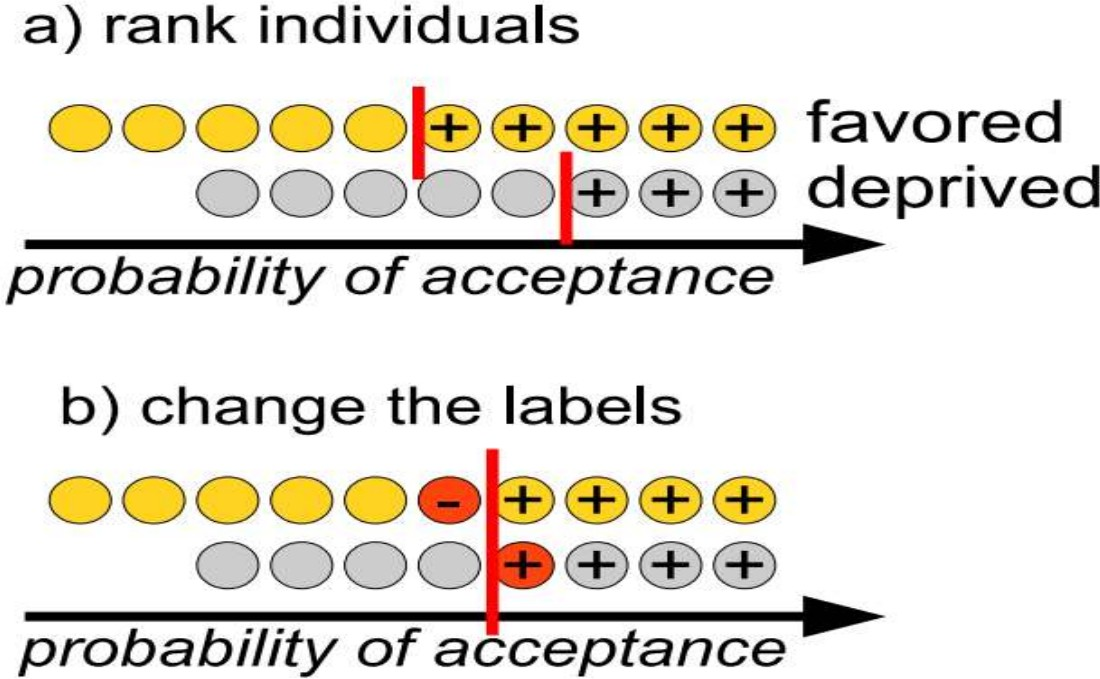 a) rank individuals
+ + + + + favored
+ + + deprived
probability of acceptance
b) change the labels
- + + + +
+ + + +
probability of acceptance